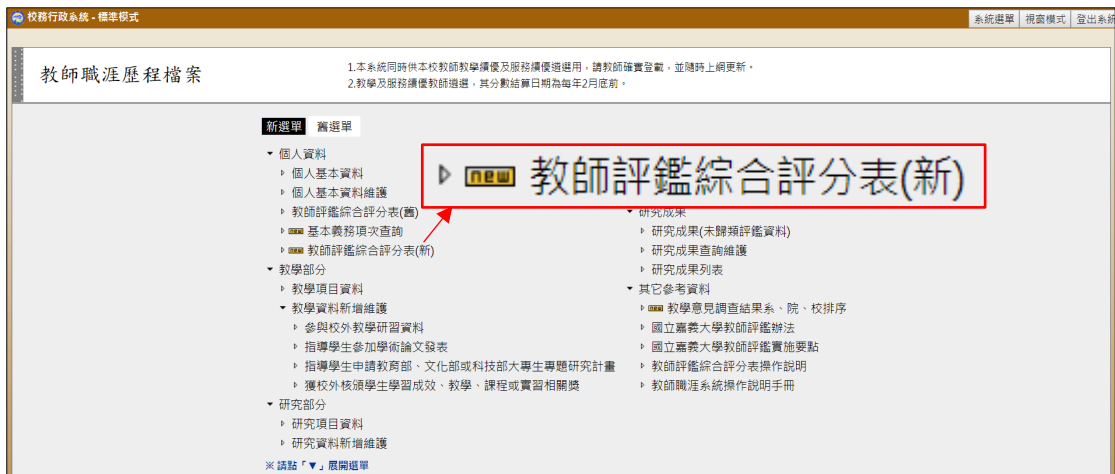 校務行政系統 - 標準模式
系統選單 視窗模式 登出系統
教師職涯歷程檔案
1.本系統同時供本校教師教學績優及服務績優遴選用，請教師確實登載，並隨時上網更新。
2.教學及服務績優教師遴選，其分數結算日期為每年2月底前。
新選單 舊選單
▼ 個人資料
個人基本資料
個人基本資料維護
教師評鑑綜合評分表(舊)
new 基本義務項次查詢
new 教師評鑑綜合評分表(新)
▼ 教學部分
教學項目資料
▼ 教學資料新增維護
參與校外教學研習資料
指導學生參加學術論文發表
指導學生申請教育部、文化部或科技部大專生專題研究計畫
獲校外核頒學生學習成效、教學、課程或實習相關獎
▼ 研究部分
研究項目資料
研究資料新增維護
※ 請點「▼」展開選單
new 教師評鑑綜合評分表(新)
▼ 研究成果
研究成果(未歸類評鑑資料)
研究成果查詢維護
研究成果列表
▼ 其它參考資料
new 教學意見調查結果系、院、校排序
國立嘉義大學教師評鑑辦法
國立嘉義大學教師評鑑實施要點
教師評鑑綜合評分表操作說明
教師職涯系統操作說明手冊